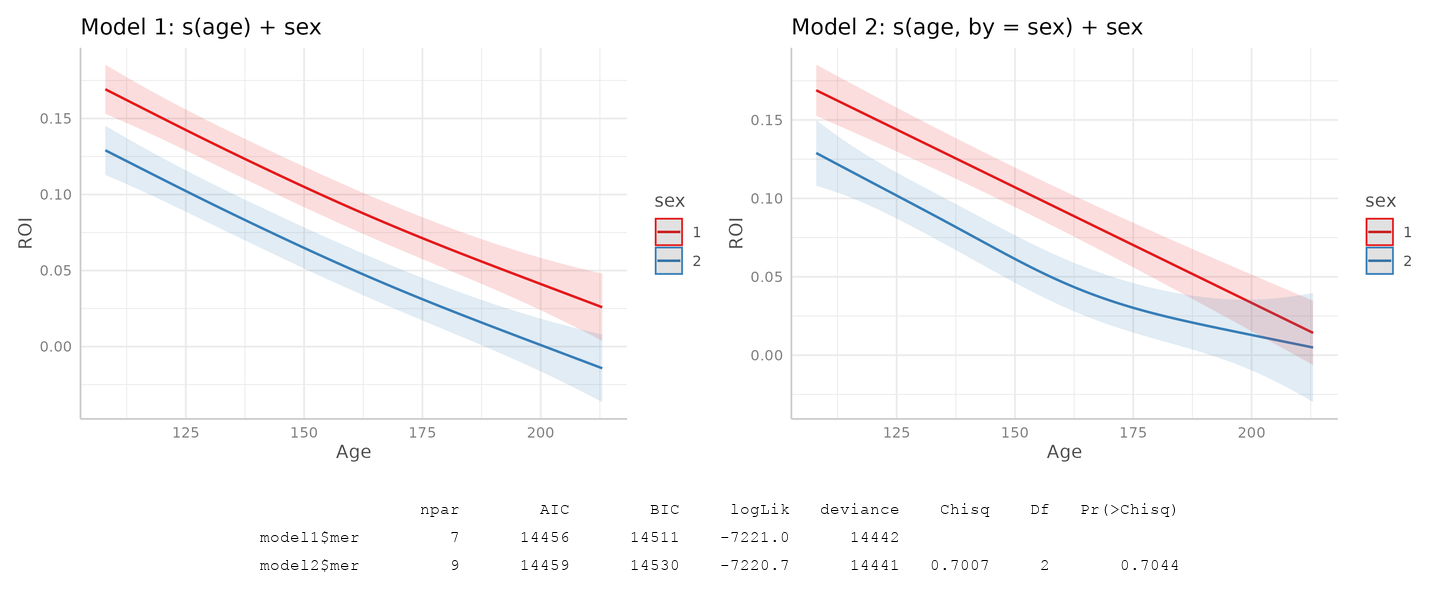 Model 1: s(age) + sex
0.15
0.10
0.05
0.00
ROI
125 150 175 200
Age
sex
1
2
Model 2: s(age, by = sex) + sex
0.15
0.10
0.05
0.00
ROI
125 150 175 200
Age
sex
1
2
npar AIC BIC logLik deviance Chisq Df Pr(>Chisq)
model1$mer 7 14456 14511 -7221.0 14442
model2$mer 9 14459 14530 -7220.7 14441 0.7007 2 0.7044